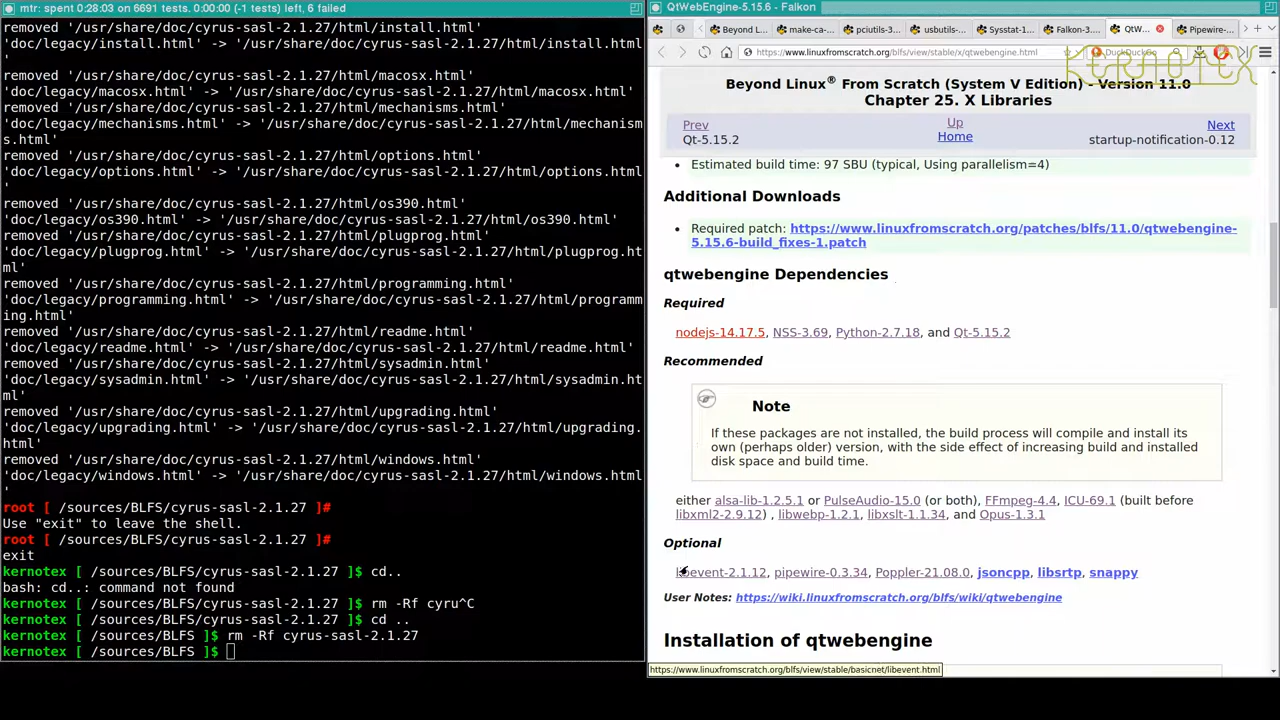 mtr: spent 0:28:03 on 6691 tests. 0:00:00 (-1 tests) left, 6 failed
removed '/usr/share/doc/cyrus-sasl-2.1.27/html/install.html'
'doc/legacy/install.html' -> '/usr/share/doc/cyrus-sasl-2.1.27/html/install.html
'
removed '/usr/share/doc/cyrus-sasl-2.1.27/html/macosx.html'
'doc/legacy/macosx.html' -> '/usr/share/doc/cyrus-sasl-2.1.27/html/macosx.html'
removed '/usr/share/doc/cyrus-sasl-2.1.27/html/mechanisms.html'
'doc/legacy/mechanisms.html' -> '/usr/share/doc/cyrus-sasl-2.1.27/html/mechanism
s.html'
removed '/usr/share/doc/cyrus-sasl-2.1.27/html/options.html'
'doc/legacy/options.html' -> '/usr/share/doc/cyrus-sasl-2.1.27/html/options.html
'
removed '/usr/share/doc/cyrus-sasl-2.1.27/html/os390.html'
'doc/legacy/os390.html' -> '/usr/share/doc/cyrus-sasl-2.1.27/html/os390.html'
removed '/usr/share/doc/cyrus-sasl-2.1.27/html/plugprog.html'
'doc/legacy/plugprog.html' -> '/usr/share/doc/cyrus-sasl-2.1.27/html/plugprog.ht
ml'
removed '/usr/share/doc/cyrus-sasl-2.1.27/html/programming.html'
'doc/legacy/programming.html' -> '/usr/share/doc/cyrus-sasl-2.1.27/html/programm
ing.html'
removed '/usr/share/doc/cyrus-sasl-2.1.27/html/readme.html'
'doc/legacy/readme.html' -> '/usr/share/doc/cyrus-sasl-2.1.27/html/readme.html'
removed '/usr/share/doc/cyrus-sasl-2.1.27/html/sysadmin.html'
'doc/legacy/sysadmin.html' -> '/usr/share/doc/cyrus-sasl-2.1.27/html/sysadmin.ht
ml'
removed '/usr/share/doc/cyrus-sasl-2.1.27/html/upgrading.html'
'doc/legacy/upgrading.html' -> '/usr/share/doc/cyrus-sasl-2.1.27/html/upgrading.
html'
removed '/usr/share/doc/cyrus-sasl-2.1.27/html/windows.html'
'doc/legacy/windows.html' -> '/usr/share/doc/cyrus-sasl-2.1.27/html/windows.html
'
root [ /sources/BLFS/cyrus-sasl-2.1.27 ]#
Use "exit" to leave the shell.
root [ /sources/BLFS/cyrus-sasl-2.1.27 ]#
exit
kernotex [ /sources/BLFS/cyrus-sasl-2.1.27 ]$ cd..
bash: cd..: command not found
kernotex [ /sources/BLFS/cyrus-sasl-2.1.27 ]$ rm -Rf cyru^C
kernotex [ /sources/BLFS/cyrus-sasl-2.1.27 ]$ cd ..
kernotex [ /sources/BLFS ]$ rm -Rf cyrus-sasl-2.1.27
kernotex [ /sources/BLFS ]$
QtWebEngine-5.15.6 - Falkon
Beyond L... make-ca-... pciutils-3... usbutils-... Sysstat-1... Falkon-3... QtWe... Pipewire-...
https://www.linuxfromscratch.org/blfs/view/stable/x/qtwebengine.html DuckDuckGo
KERNOTEX
Beyond Linux® From Scratch (System V Edition) - Version 11.0
Chapter 25. X Libraries
Prev Up Next
Qt-5.15.2 Home startup-notification-0.12
• Estimated build time: 97 SBU (typical, Using parallelism=4)
Additional Downloads
• Required patch: https://www.linuxfromscratch.org/patches/blfs/11.0/qtwebengine-
5.15.6-build_fixes-1.patch
qtwebengine Dependencies
Required
nodejs-14.17.5, NSS-3.69, Python-2.7.18, and Qt-5.15.2
Recommended
Note
If these packages are not installed, the build process will compile and install its
own (perhaps older) version, with the side effect of increasing build and installed
disk space and build time.
either alsa-lib-1.2.5.1 or PulseAudio-15.0 (or both), FFmpeg-4.4, ICU-69.1 (built before
libxml2-2.9.12) , libwebp-1.2.1, libxslt-1.1.34, and Opus-1.3.1
Optional
libevent-2.1.12, pipewire-0.3.34, Poppler-21.08.0, jsoncpp, libsrtp, snappy
User Notes: https://wiki.linuxfromscratch.org/blfs/wiki/qtwebengine
Installation of qtwebengine
https://www.linuxfromscratch.org/blfs/view/stable/basicnet/libevent.html